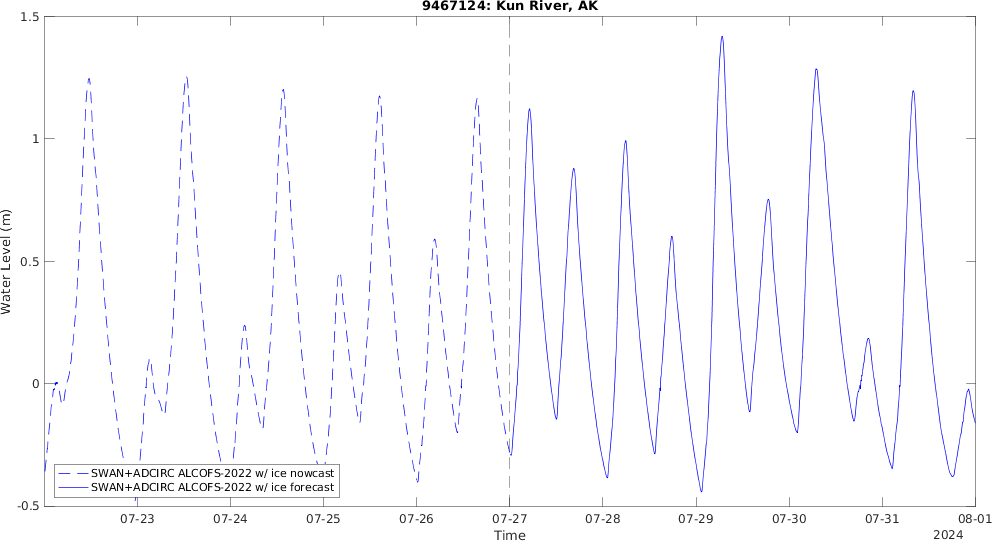 9467124: Kun River, AK
1.5
1
0.5
0
-0.5
Water Level (m)
SWAN+ADCIRC ALCOFS-2022 w/ ice nowcast
SWAN+ADCIRC ALCOFS-2022 w/ ice forecast
07-23 07-24 07-25 07-26 07-27 07-28 07-29 07-30 07-31 08-01
Time
2024